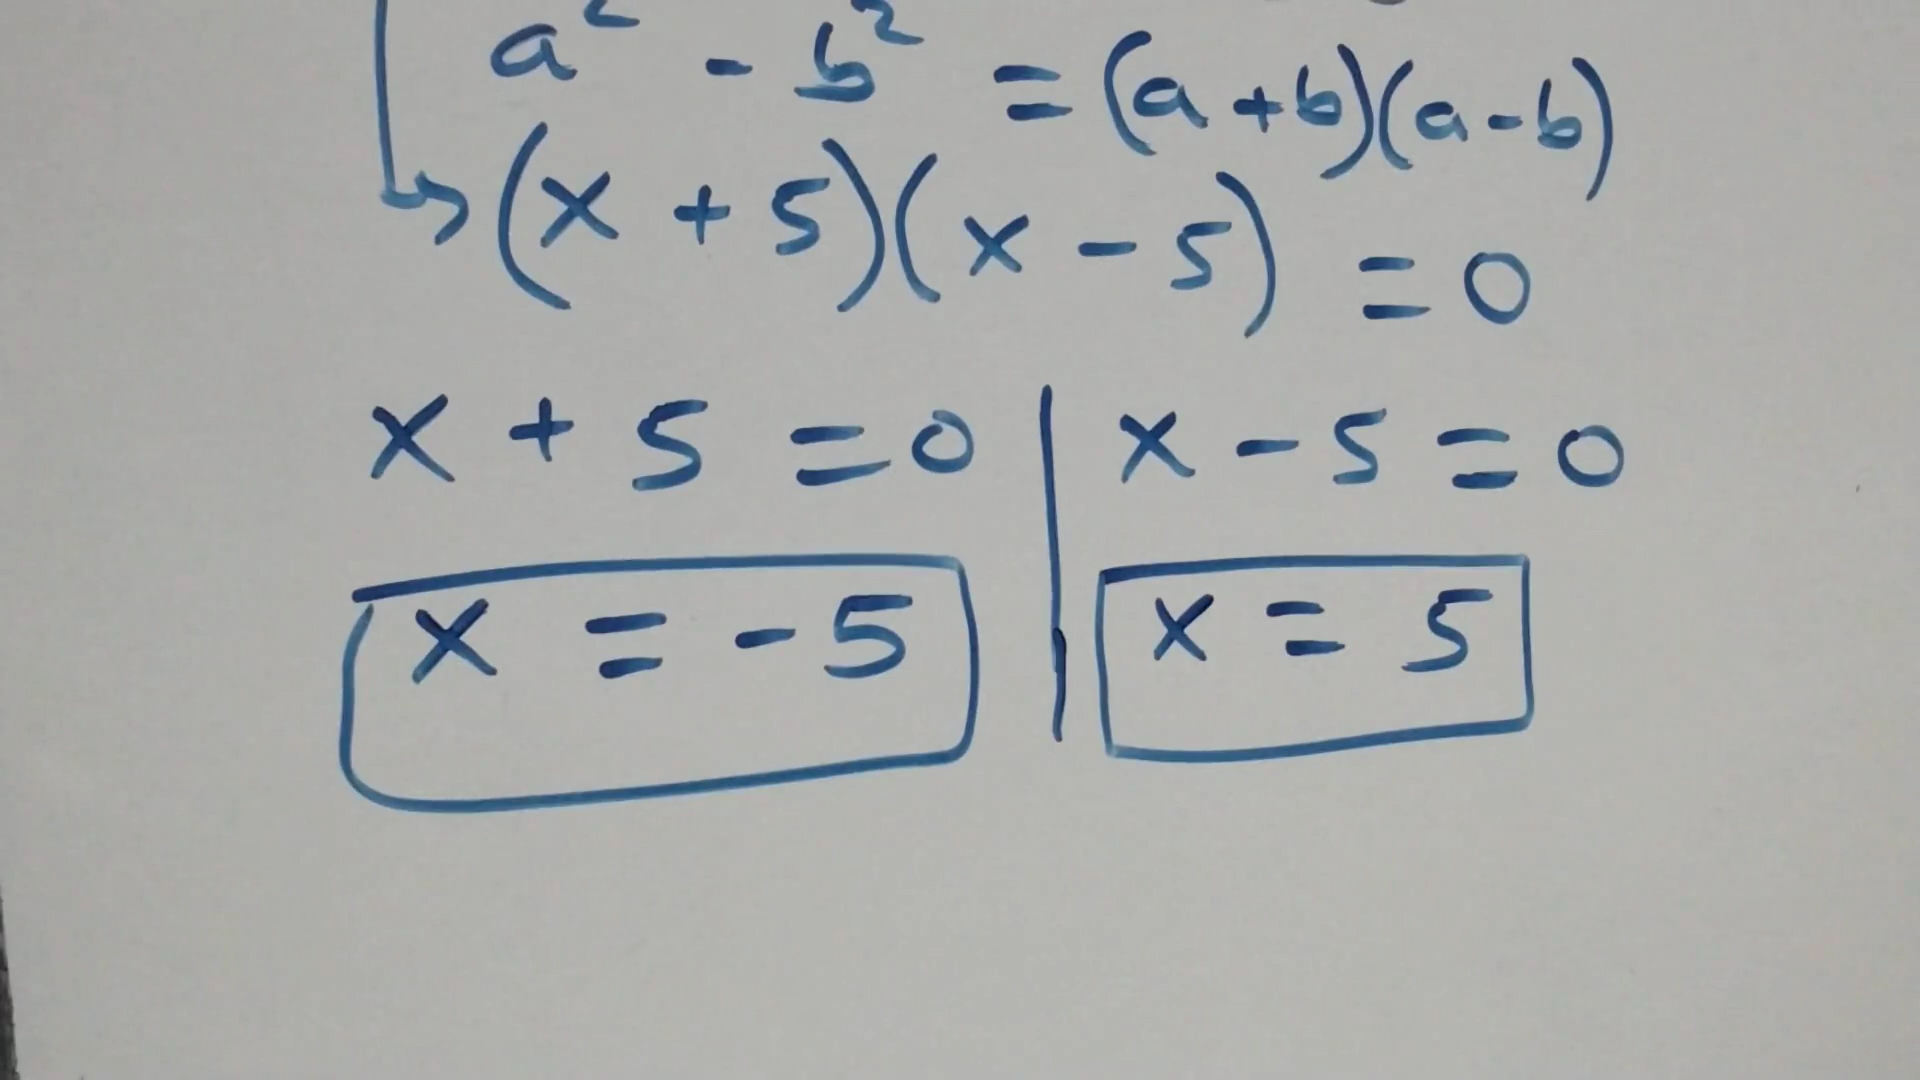 a² - b² = (a + b)(a - b)
(x + 5)(x - 5) = 0
x + 5 = 0 | x - 5 = 0
x = - 5 | x = 5